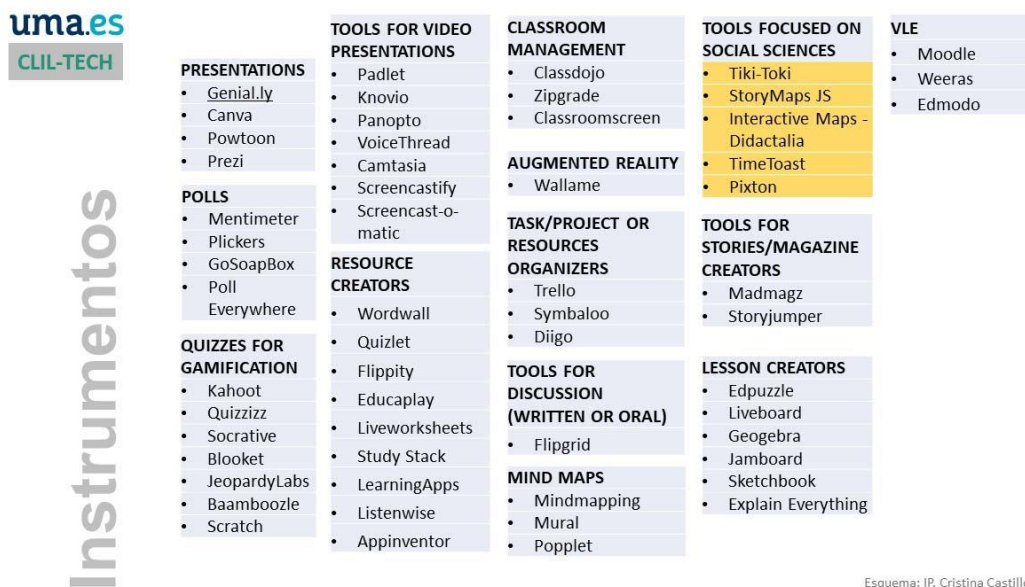 uma.es
CLIL-TECH
Instrumentos
PRESENTATIONS
• Genial.ly
• Canva
• Powtoon
• Prezi
POLLS
• Mentimeter
• Plickers
• GoSoapBox
• Poll
Everywhere
QUIZZES FOR
GAMIFICATION
• Kahoot
• Quizzizz
• Socrative
• Blooket
• JeopardyLabs
• Baamboozle
• Scratch
TOOLS FOR VIDEO
PRESENTATIONS
• Padlet
• Knovio
• Panopto
• VoiceThread
• Camtasia
• Screencastify
• Screencast-o-
matic
RESOURCE
CREATORS
• Wordwall
• Quizlet
• Flippity
• Educaplay
• Liveworksheets
• Study Stack
• LearningApps
• Listenwise
• Appinventor
CLASSROOM
MANAGEMENT
• Classdojo
• Zipgrade
• Classroomscreen
AUGMENTED REALITY
• Wallame
TASK/PROJECT OR
RESOURCES
ORGANIZERS
• Trello
• Symbaloo
• Diigo
TOOLS FOR
DISCUSSION
(WRITTEN OR ORAL)
• Flipgrid
MIND MAPS
• Mindmapping
• Mural
• Popplet
TOOLS FOCUSED ON
SOCIAL SCIENCES
• Tiki-Toki
• StoryMaps JS
• Interactive Maps -
Didactalia
• TimeToast
• Pixton
TOOLS FOR
STORIES/MAGAZINE
CREATORS
• Madmagz
• Storyjumper
LESSON CREATORS
• Edpuzzle
• Liveboard
• Geogebra
• Jamboard
• Sketchbook
• Explain Everything
VLE
• Moodle
• Weeras
• Edmodo
Esquema: IP. Cristina Castillo